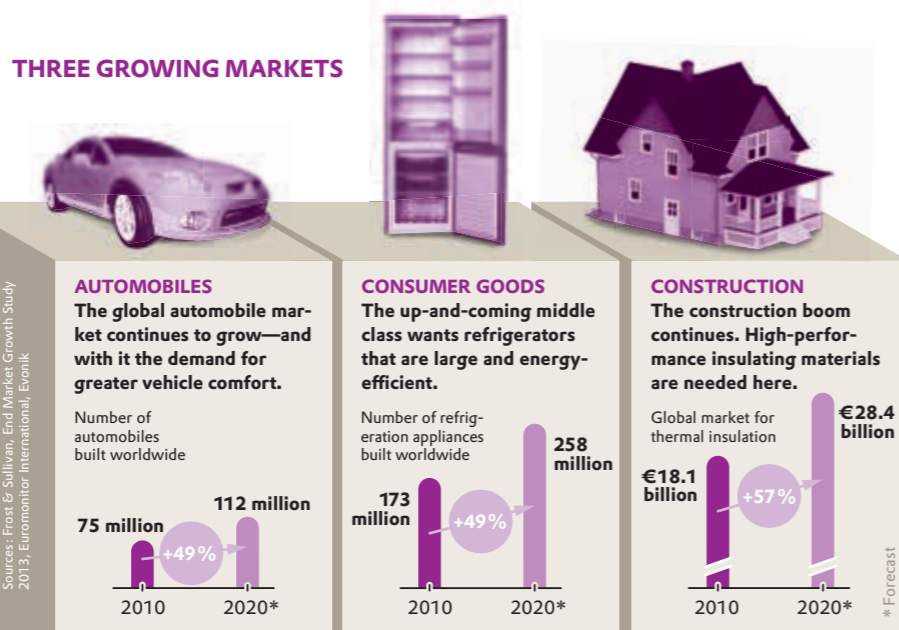 THREE GROWING MARKETS
AUTOMOBILES
The global automobile mar-
ket continues to grow—and
with it the demand for
greater vehicle comfort.
Number of
automobiles
built worldwide
75 million
112 million
+49%
2010
2020*
CONSUMER GOODS
The up-and-coming middle
class wants refrigerators
that are large and energy-
efficient.
Number of refrig-
eration appliances
built worldwide
173
million
258
million
+49%
2010
2020*
CONSTRUCTION
The construction boom
continues. High-perfor-
mance insulating materials
are needed here.
Global market for
thermal insulation
€18.1
billion
€28.4
billion
+57%
2010
2020*
Sources: Frost & Sullivan, End Market Growth Study
2013, Euromonitor International, Evonik
* Forecast